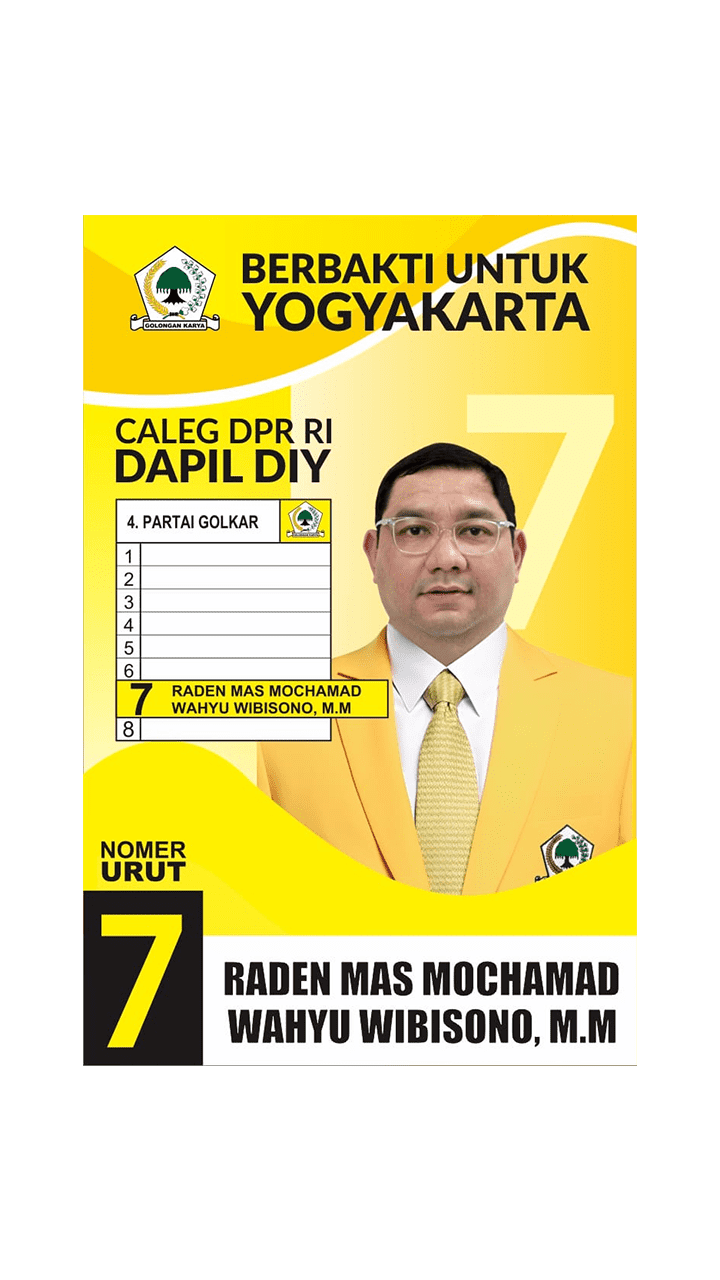 BERBAKTI UNTUK
YOGYAKARTA
GOLONGAN KARYA
CALEG DPR RI
DAPIL DIY
4. PARTAI GOLKAR
1
2
3
4
5
6
7 RADEN MAS MOCHAMAD
WAHYU WIBISONO, M.M
8
7
NOMER
URUT
7
RADEN MAS MOCHAMAD
WAHYU WIBISONO, M.M